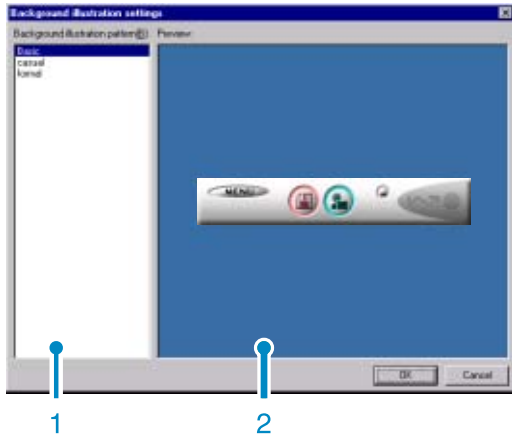 Background illustration settings
Background illustration pattern(B) Preview:
Basic
casual
formal
MENU
OK Cancel
1 2